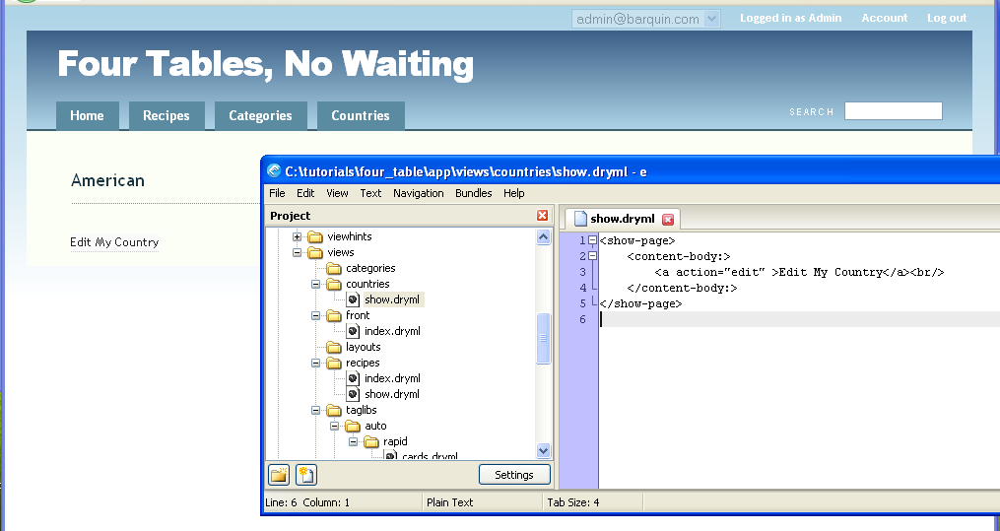 admin@barquin.com Logged in as Admin Account Log out
Four Tables, No Waiting
Home Recipes Categories Countries SEARCH
American
Edit My Country
C:\tutorials\four_table\app\views\countries\show.dryml - e
File Edit View Text Navigation Bundles Help
Project
viewhints
views
categories
countries
show.dryml
front
index.dryml
layouts
recipes
index.dryml
show.dryml
taglibs
auto
rapid
cards.dryml
Settings
show.dryml
1 <show-page>
2 <content-body:>
3 <a action="edit" >Edit My Country</a><br/>
4 </content-body:>
5 </show-page>
6
Line: 6 Column: 1 Plain Text Tab Size: 4